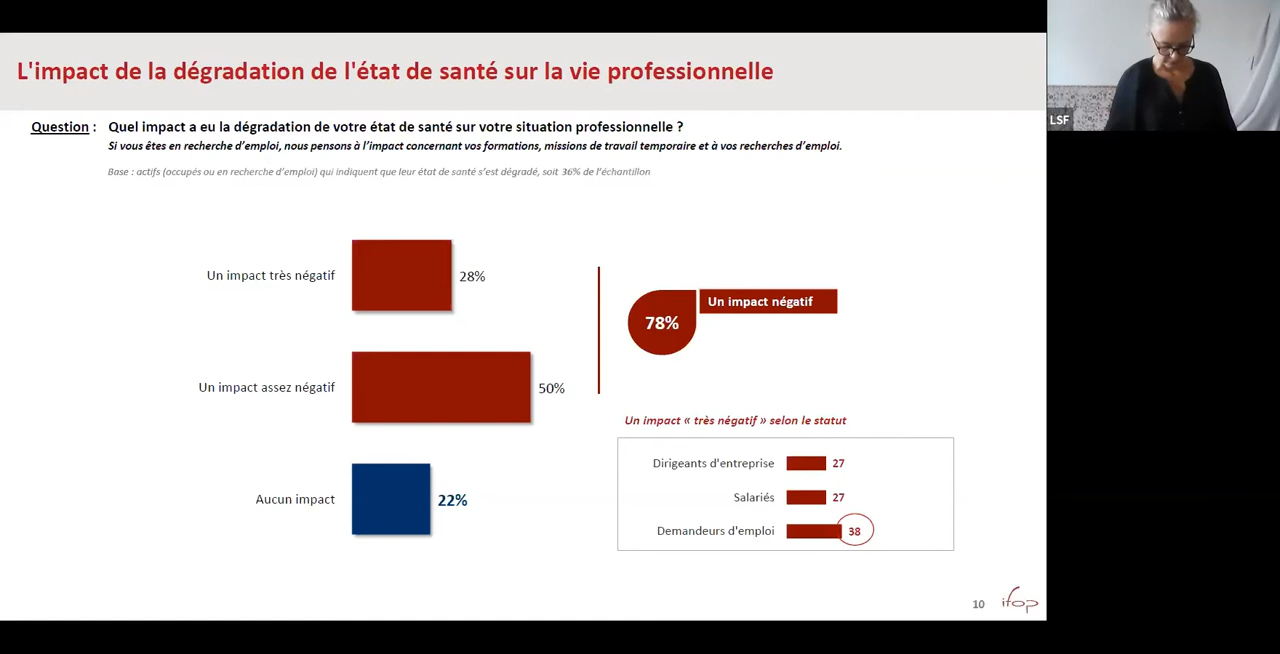 L'impact de la dégradation de l'état de santé sur la vie professionnelle
LSF
Question : Quel impact a eu la dégradation de votre état de santé sur votre situation professionnelle ?
Si vous êtes en recherche d'emploi, nous pensons à l'impact concernant vos formations, missions de travail temporaire et à vos recherches d'emploi.
Base : actifs (occupés ou en recherche d'emploi) qui indiquent que leur état de santé s'est dégradé, soit 36% de l'échantillon
Un impact très négatif 28%
Un impact assez négatif 50%
Aucun impact 22%
78% Un impact négatif
Un impact « très négatif » selon le statut
Dirigeants d'entreprise 27
Salariés 27
Demandeurs d'emploi 38
10
ifop